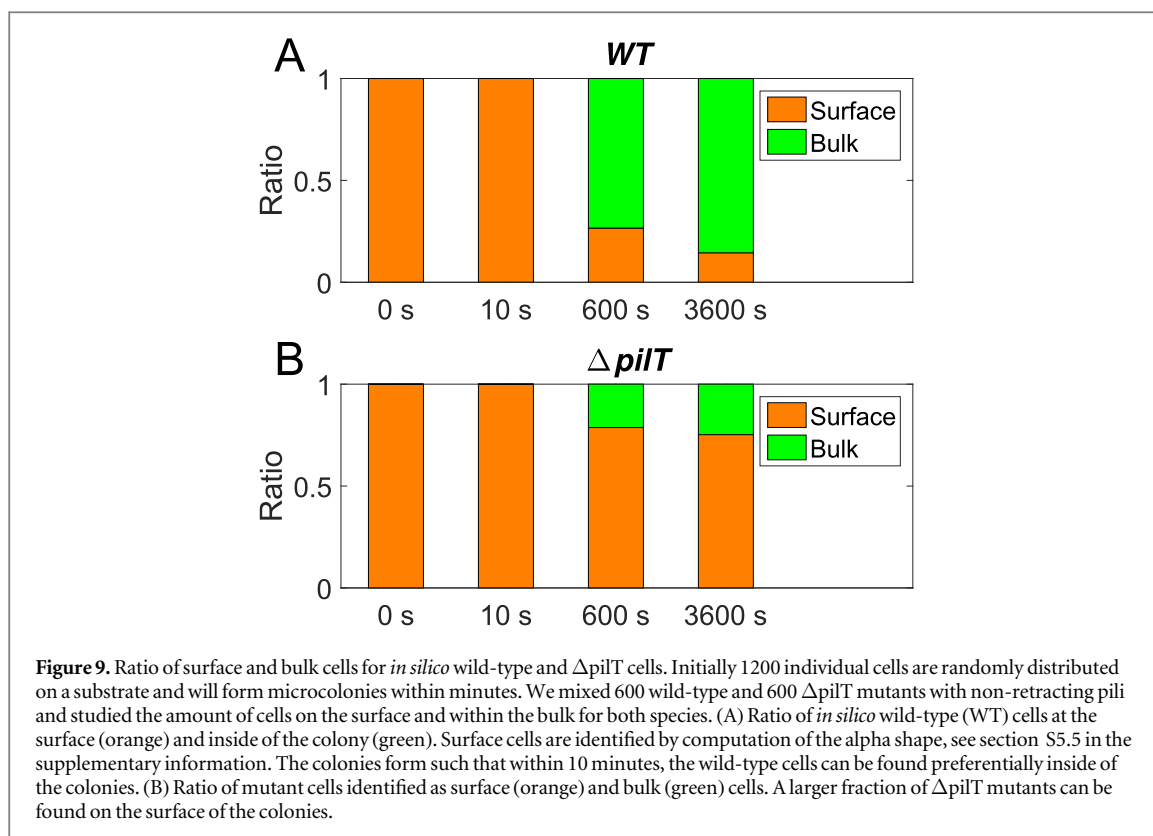 A
WT
1
0.5
0
Ratio
Surface
Bulk
0 s 10 s 600 s 3600 s
B
Δ pilT
1
0.5
0
Ratio
Surface
Bulk
0 s 10 s 600 s 3600 s
Figure 9. Ratio of surface and bulk cells for in silico wild-type and ΔpilT cells. Initially 1200 individual cells are randomly distributed
on a substrate and will form microcolonies within minutes. We mixed 600 wild-type and 600 ΔpilT mutants with non-retracting pili
and studied the amount of cells on the surface and within the bulk for both species. (A) Ratio of in silico wild-type (WT) cells at the
surface (orange) and inside of the colony (green). Surface cells are identified by computation of the alpha shape, see section S5.5 in the
supplementary information. The colonies form such that within 10 minutes, the wild-type cells can be found preferentially inside of
the colonies. (B) Ratio of mutant cells identified as surface (orange) and bulk (green) cells. A larger fraction of ΔpilT mutants can be
found on the surface of the colonies.